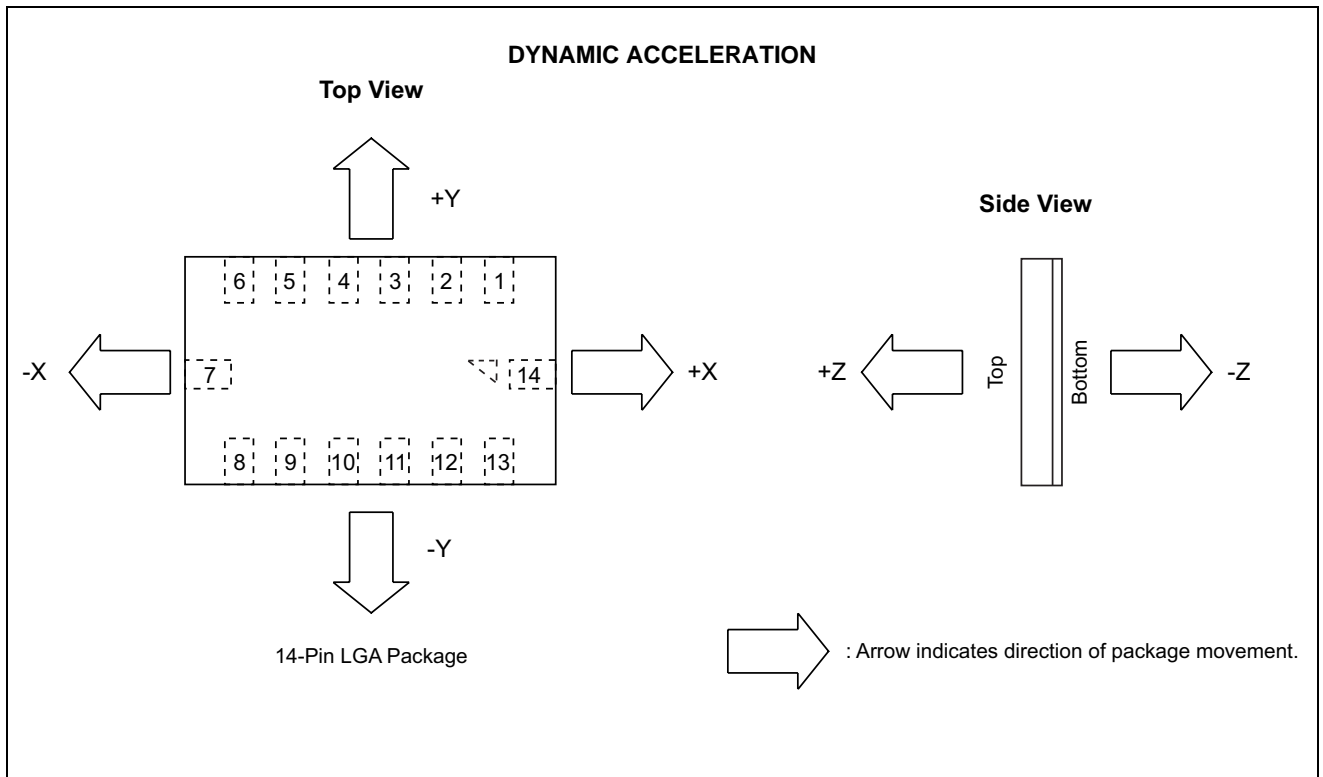 DYNAMIC ACCELERATION
Top View
+Y
Side View
6 5 4 3 2 1
-X
7
14
+X
+Z
Top
Bottom
-Z
8 9 10 11 12 13
-Y
14-Pin LGA Package
: Arrow indicates direction of package movement.